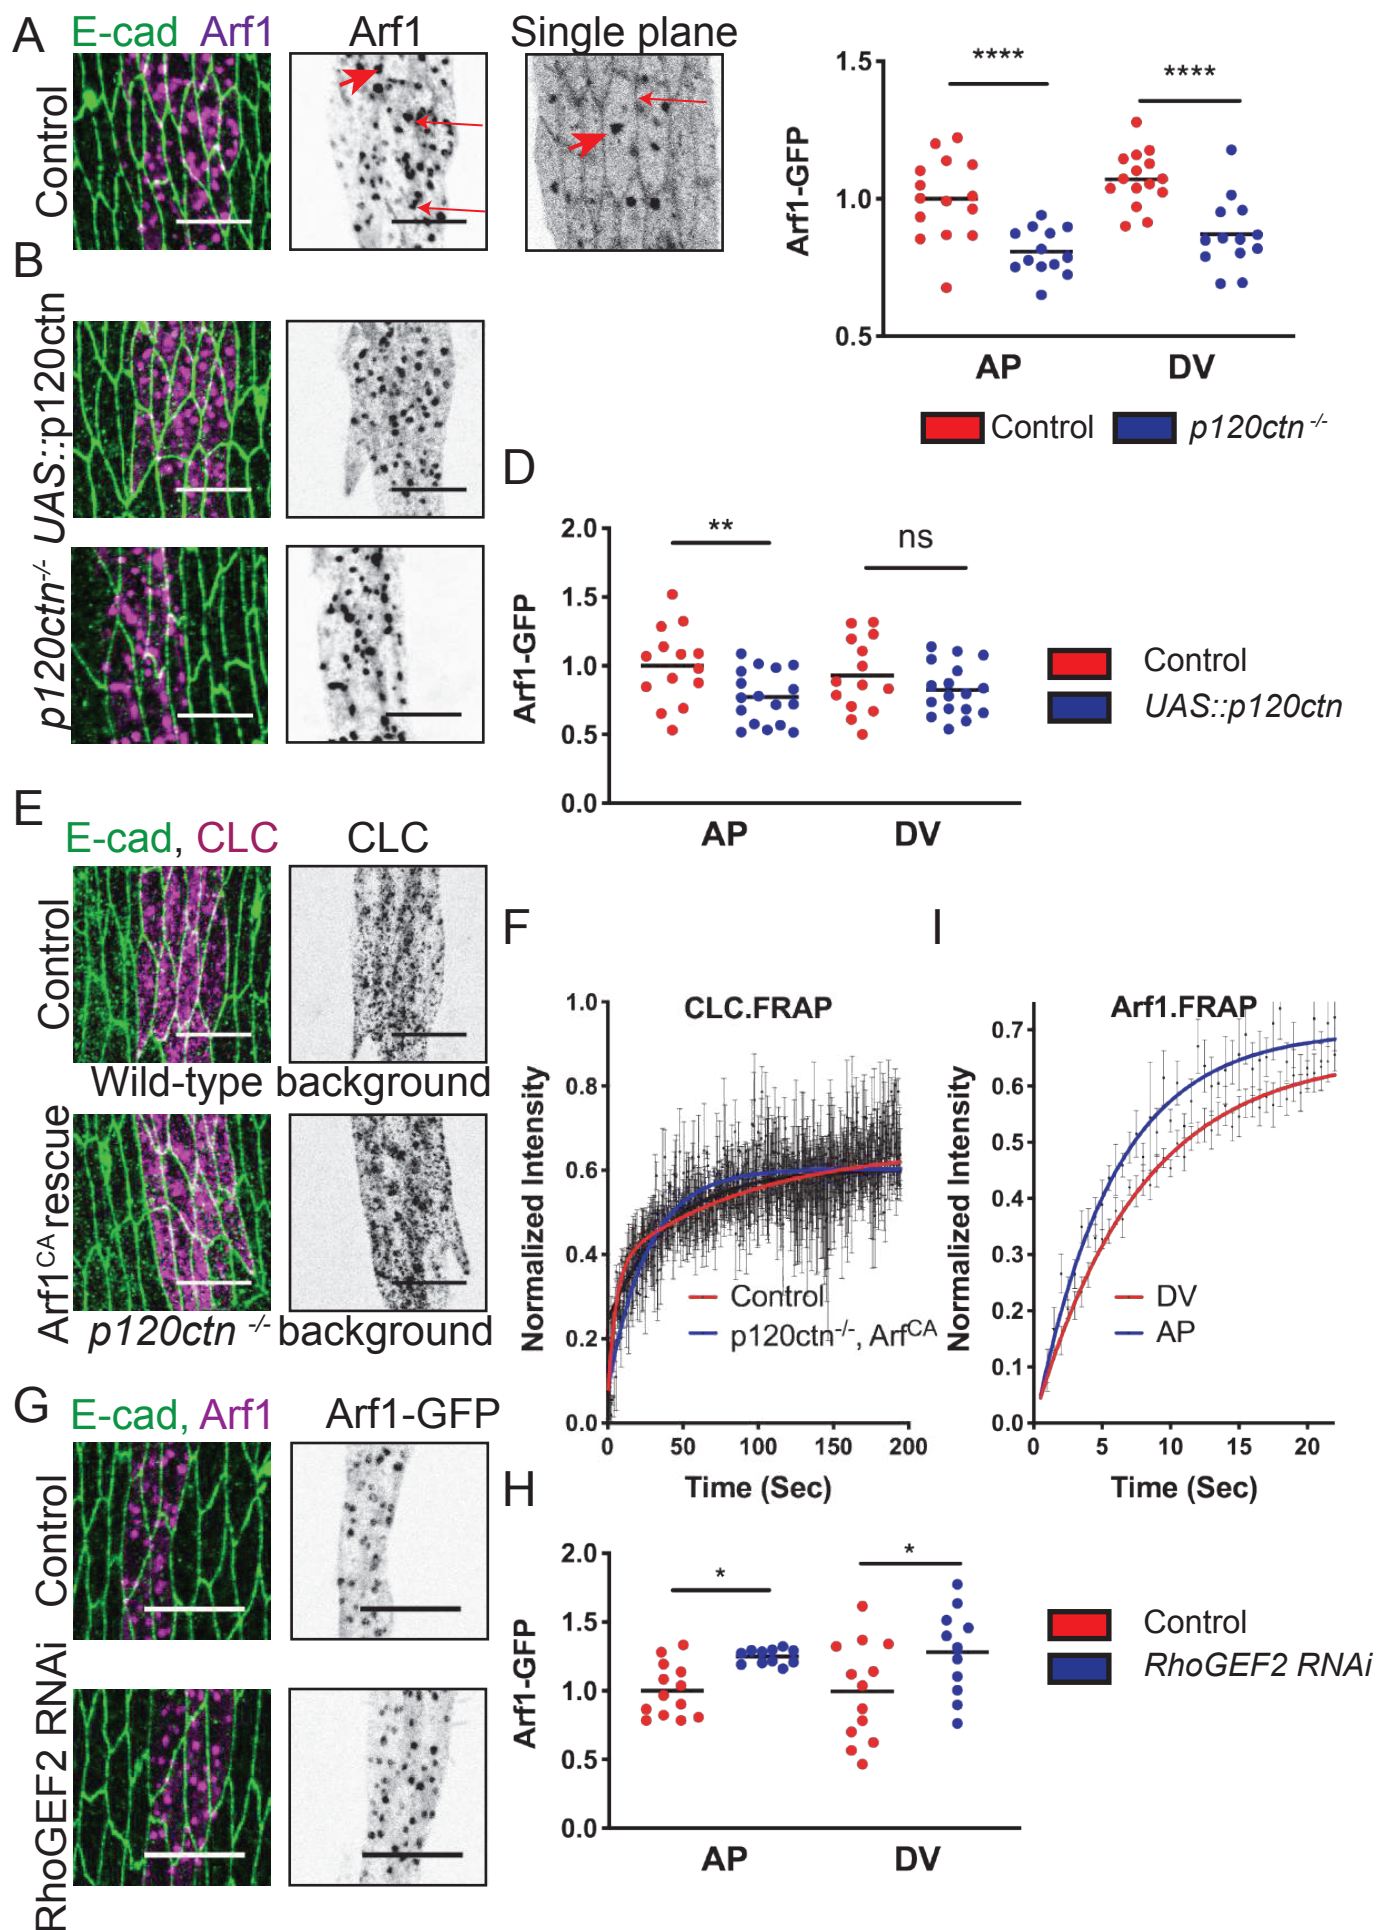 A
E-cad Arf1
Arf1
Single plane
Control
1.5
1.0
0.5
Arf1-GFP
****
****
AP
DV
Control
p120ctn -/-
B
UAS::p120ctn
p120ctn-/-
D
2.0
1.5
1.0
0.5
0.0
Arf1-GFP
**
ns
AP
DV
Control
UAS::p120ctn
E
E-cad, CLC
CLC
Control
Wild-type background
Arf1CA rescue
p120ctn -/- background
F
CLC.FRAP
1.0
0.8
0.6
0.4
0.2
0.0
Normalized Intensity
Control
p120ctn-/-, ArfCA
0
50
100
150
200
Time (Sec)
I
Arf1.FRAP
0.7
0.6
0.5
0.4
0.3
0.2
0.1
0.0
Normalized Intensity
DV
AP
0
5
10
15
20
Time (Sec)
G
E-cad, Arf1
Arf1-GFP
Control
RhoGEF2 RNAi
H
2.0
1.5
1.0
0.5
0.0
Arf1-GFP
*
*
AP
DV
Control
RhoGEF2 RNAi